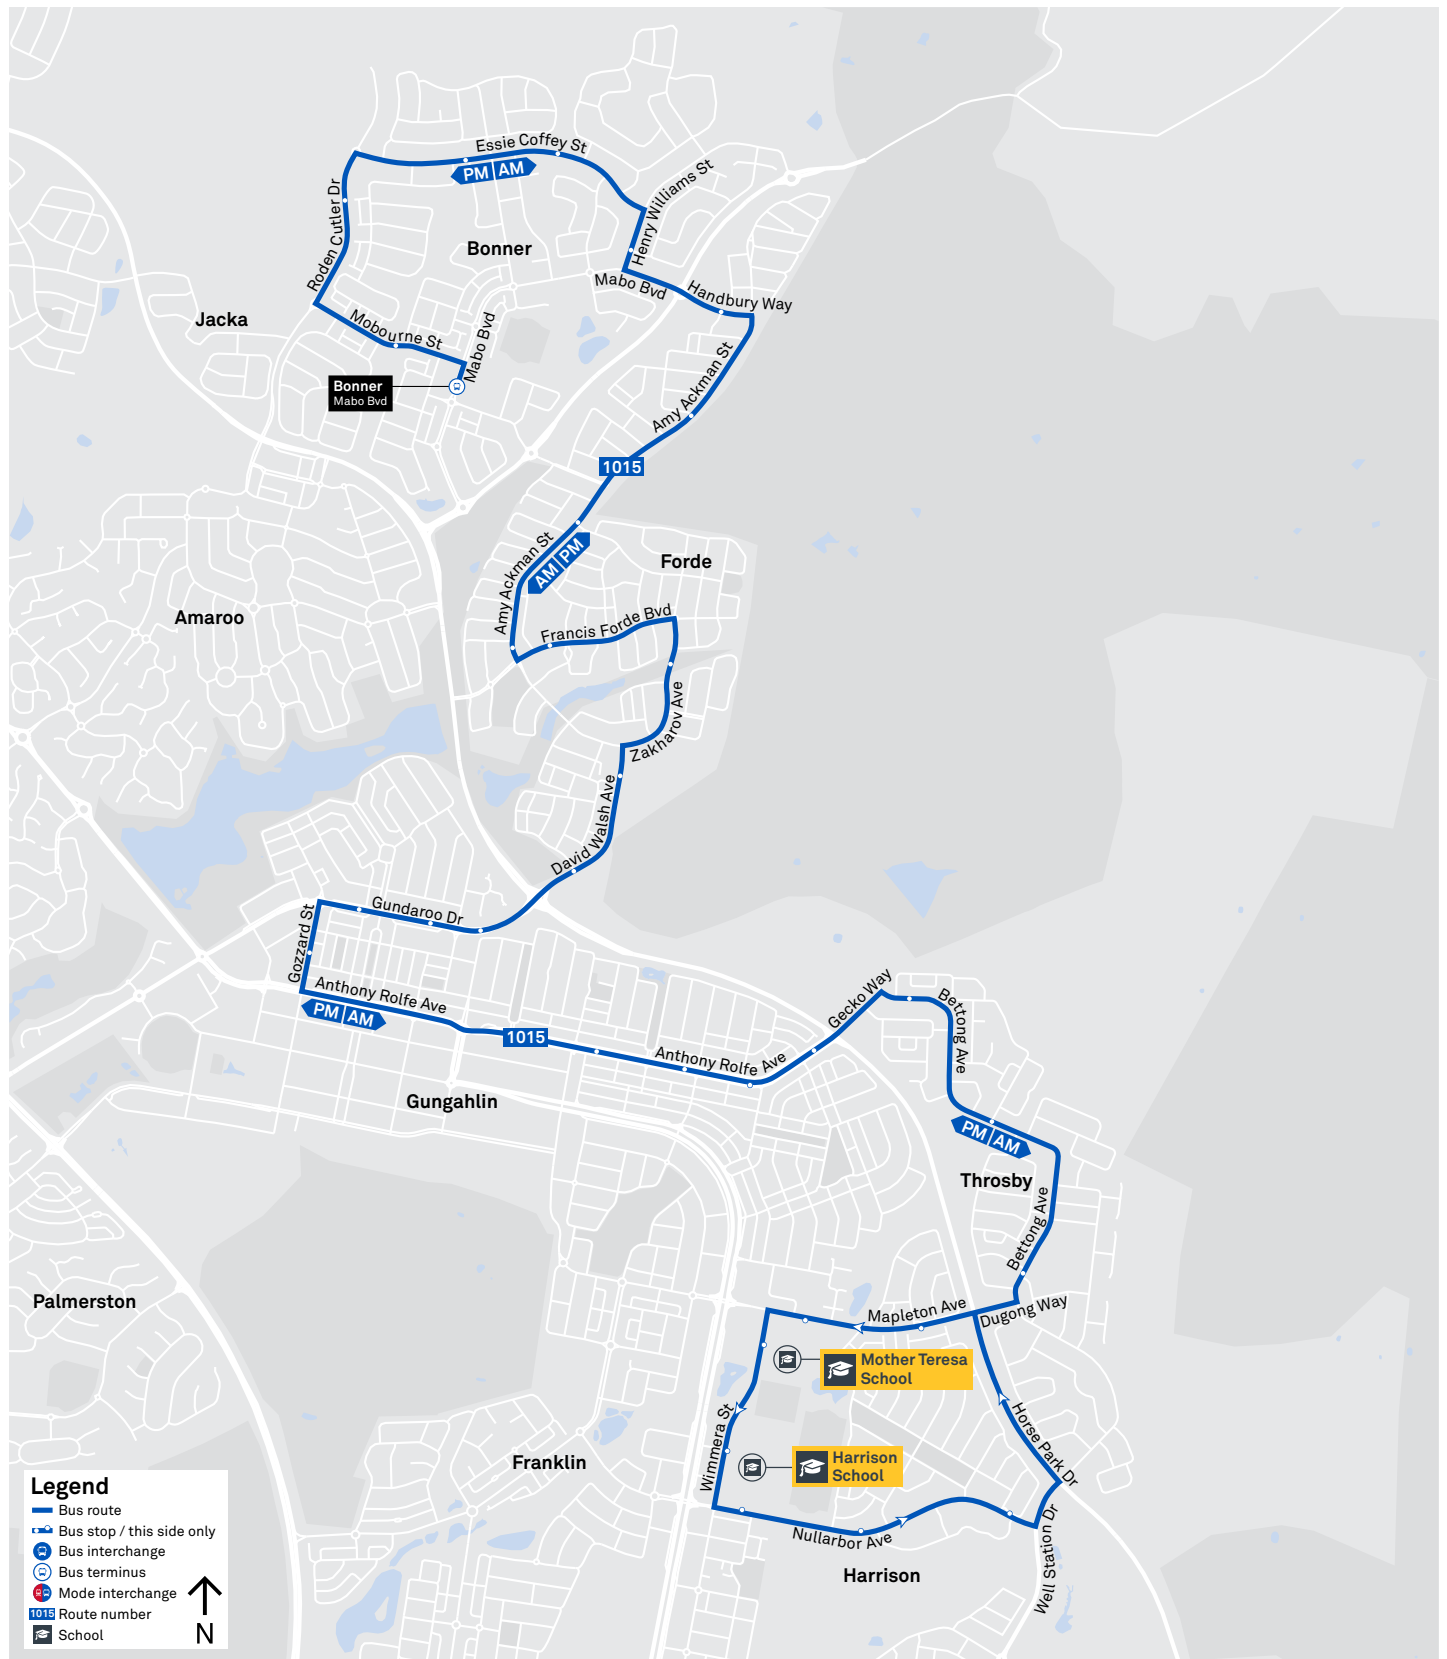 Essie Coffey St
PM AM
Henry Williams St
Roden Cutler Dr
Bonner
Mabo Bvd
Handbury Way
Jacka
Mobourne St
Mabo Bvd
Bonner
Mabo Bvd
Amy Ackman St
1015
Amy Ackman St
AM PM
Forde
Amaroo
Francis Forde Bvd
Zakharov Ave
David Walsh Ave
Gundaroo Dr
Gozzard St
Anthony Rolfe Ave
PM AM
1015
Anthony Rolfe Ave
Gecko Way
Bettong Ave
Gungahlin
PM AM
Throsby
Bettong Ave
Palmerston
Mapleton Ave
Dugong Way
Mother Teresa
School
Horse Park Dr
Wimmera St
Franklin
Harrison
School
Nullarbor Ave
Well Station Dr
Harrison
Legend
Bus route
Bus stop / this side only
Bus interchange
Bus terminus
Mode interchange
1015 Route number
School
N